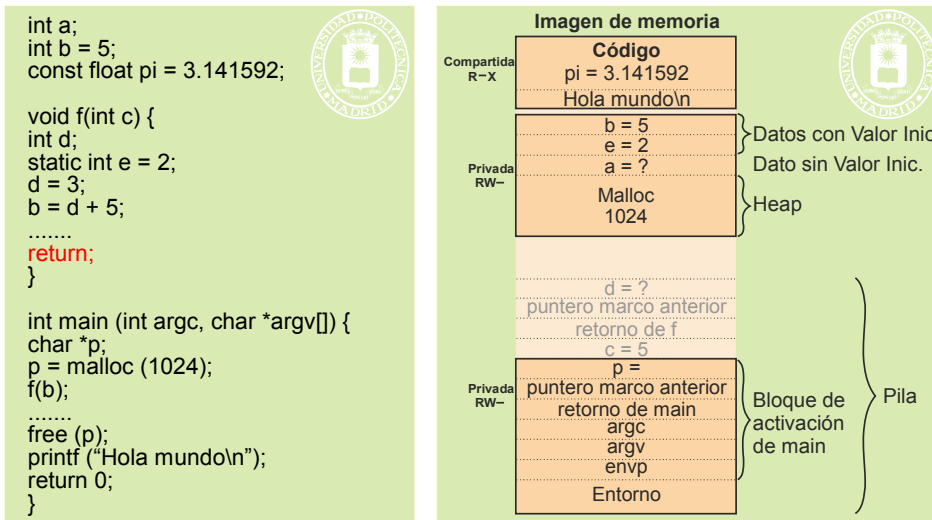 int a;
int b = 5;
const float pi = 3.141592;
void f(int c) {
int d;
static int e = 2;
d = 3;
b = d + 5;
.......
return;
}
int main (int argc, char *argv[]) {
char *p;
p = malloc (1024);
f(b);
.......
free (p);
printf (“Hola mundo\n”);
return 0;
}
UNIVERSIDAD POLITECNICA
MADRID
Imagen de memoria
Compartida
R–X
Código
pi = 3.141592
Hola mundo\n
Privada
RW–
b = 5
e = 2
a = ?
Malloc
1024
Datos con Valor Inic
Dato sin Valor Inic.
Heap
d = ?
puntero marco anterior
retorno de f
c = 5
Privada
RW–
p =
puntero marco anterior
retorno de main
argc
argv
envp
Entorno
Bloque de
activación
de main
Pila